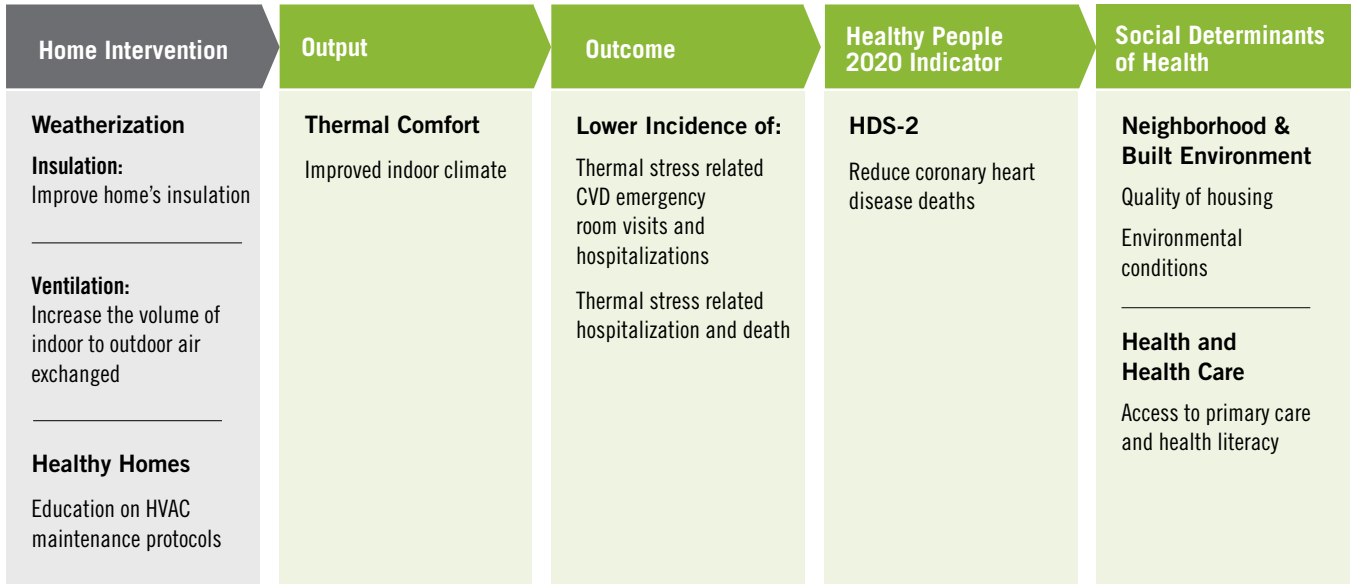 Home Intervention
Output
Outcome
Healthy People
2020 Indicator
Social Determinants
of Health
Weatherization
Insulation:
Improve home’s insulation
Ventilation:
Increase the volume of
indoor to outdoor air
exchanged
Healthy Homes
Education on HVAC
maintenance protocols
Thermal Comfort
Improved indoor climate
Lower Incidence of:
Thermal stress related
CVD emergency
room visits and
hospitalizations
Thermal stress related
hospitalization and death
HDS-2
Reduce coronary heart
disease deaths
Neighborhood &
Built Environment
Quality of housing
Environmental
conditions
Health and
Health Care
Access to primary care
and health literacy